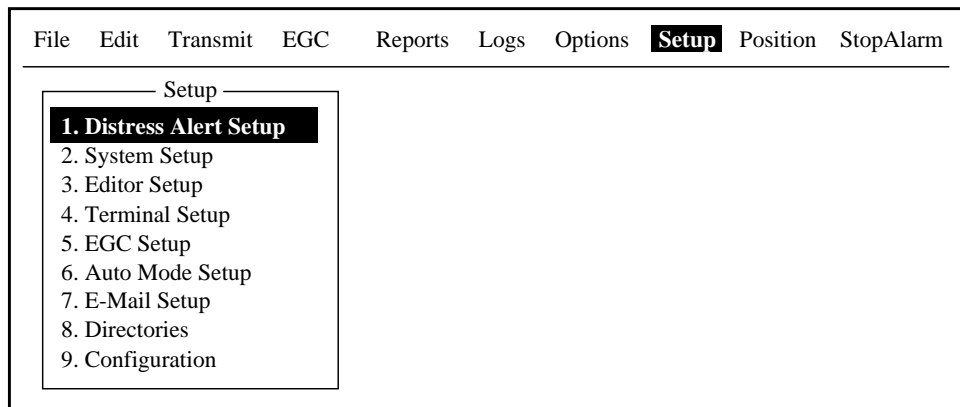 File Edit Transmit EGC Reports Logs Options Setup Position StopAlarm
Setup
1. Distress Alert Setup
2. System Setup
3. Editor Setup
4. Terminal Setup
5. EGC Setup
6. Auto Mode Setup
7. E-Mail Setup
8. Directories
9. Configuration